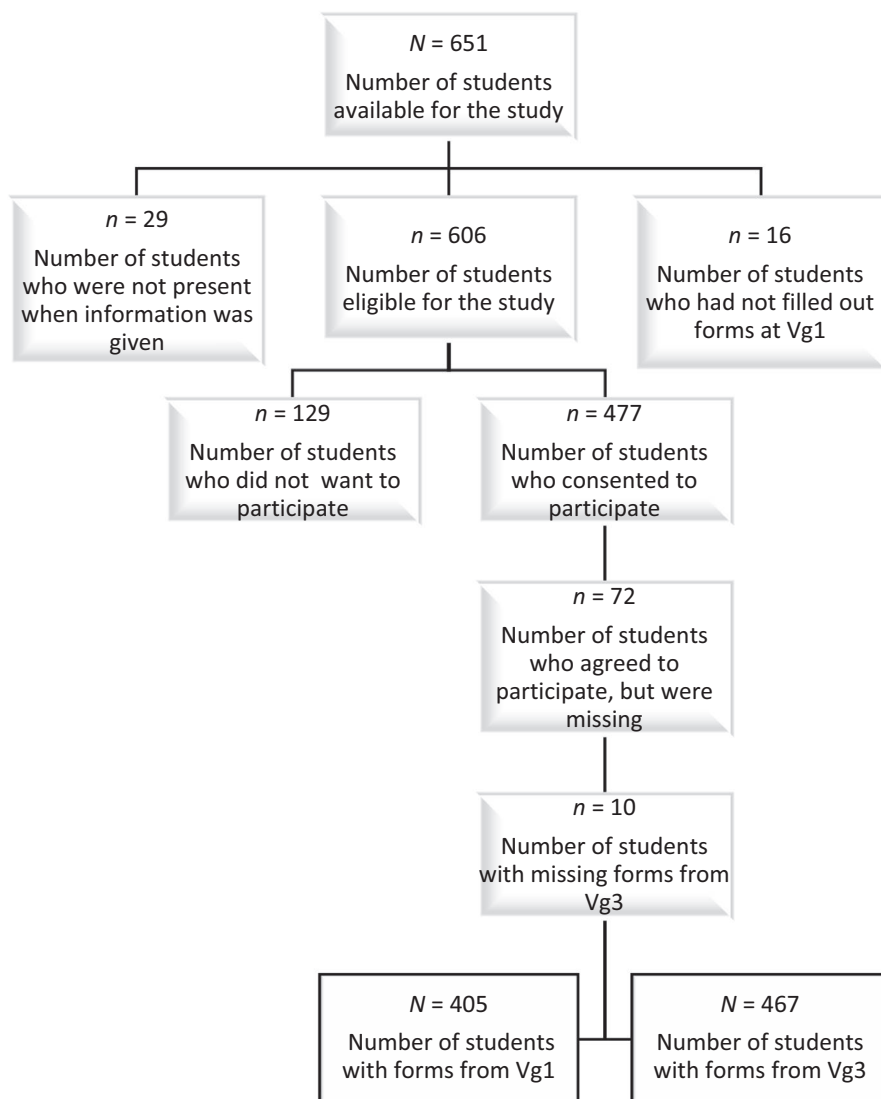 N = 651
Number of students
available for the study
n = 29
Number of students
who were not present
when information was
given
n = 606
Number of students
eligible for the study
n = 16
Number of students
who had not filled out
forms at Vg1
n = 129
Number of students
who did not  want to
participate
n = 477
Number of students
who consented to
participate
n = 72
Number of students
who agreed to
participate, but were
missing
n = 10
Number of students
with missing forms from
Vg3
N = 405
Number of students
with forms from Vg1
N = 467
Number of students
with forms from Vg3